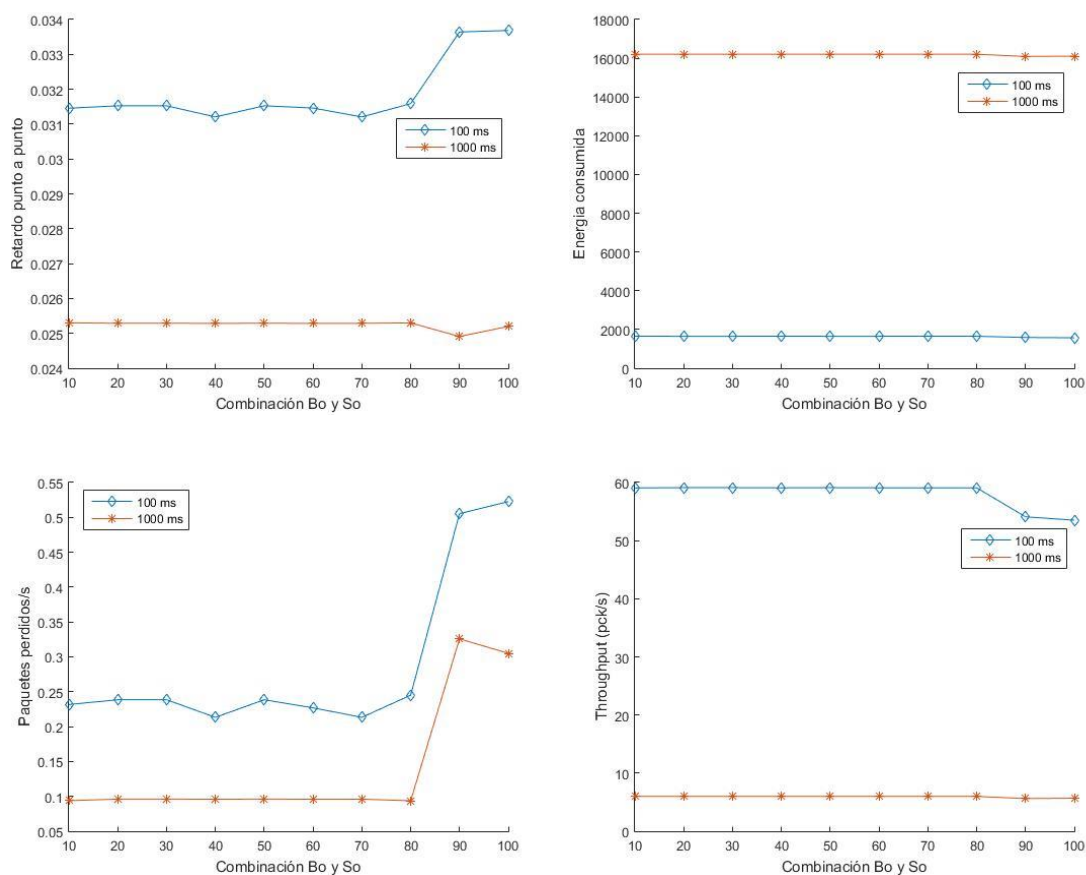 0.034
0.033
0.032
0.031
0.03
0.029
0.028
0.027
0.026
0.025
0.024
Retardo punto a punto
100 ms
1000 ms
10 20 30 40 50 60 70 80 90 100
Combinación Bo y So
18000
16000
14000
12000
10000
8000
6000
4000
2000
0
Energia consumida
100 ms
1000 ms
10 20 30 40 50 60 70 80 90 100
Combinación Bo y So
0.55
0.5
0.45
0.4
0.35
0.3
0.25
0.2
0.15
0.1
0.05
Paquetes perdidos/s
100 ms
1000 ms
10 20 30 40 50 60 70 80 90 100
Combinación Bo y So
60
50
40
30
20
10
0
Throughput (pck/s)
100 ms
1000 ms
10 20 30 40 50 60 70 80 90 100
Combinación Bo y So